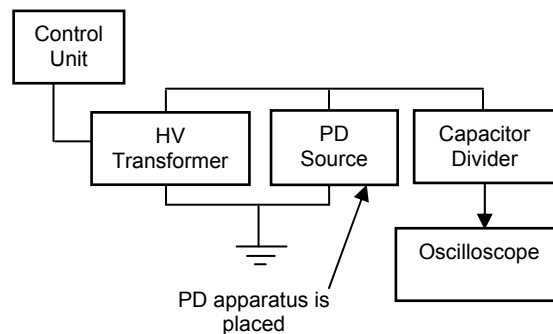 Control
Unit
HV
Transformer
PD
Source
Capacitor
Divider
Oscilloscope
PD apparatus is
placed